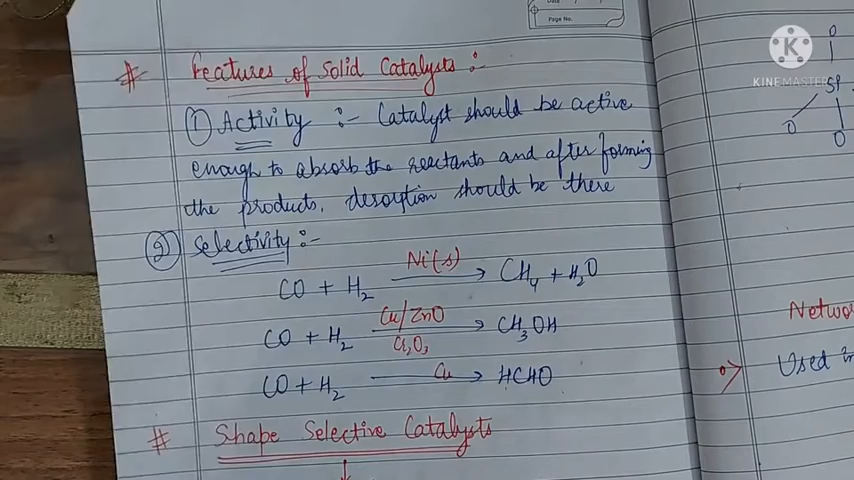 Page No.
K
KINEMASTER
# Features of Solid Catalysts :-
① Activity :- Catalyst should be active
enough to absorb the reactants and after forming
the products, desorption should be there
② Selectivity :-
CO + H₂ Ni(s) → CH₄ + H₂O
CO + H₂ Cu/ZnO Cr₂O₃ → CH₃OH
CO + H₂ Cu → HCHO
# Shape Selective Catalysts
O
O
O
Networ
Used in